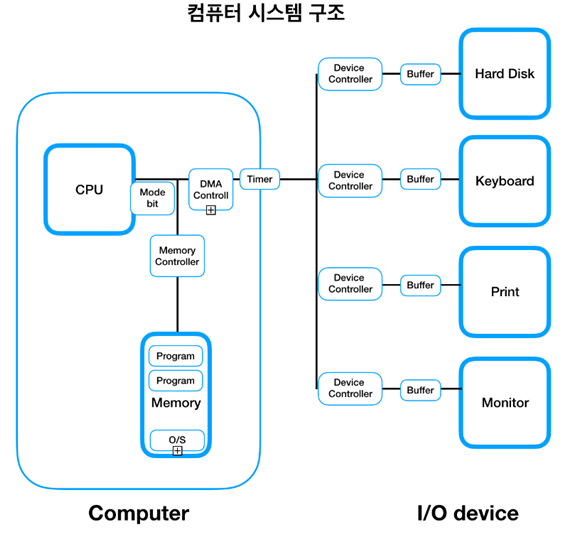 컴퓨터 시스템 구조
Device
Controller
Buffer
Hard Disk
CPU
Mode
bit
DMA
Controll
Timer
Device
Controller
Buffer
Keyboard
Memory
Controller
Device
Controller
Buffer
Print
Program
Program
Memory
O/S
Device
Controller
Buffer
Monitor
Computer
I/O device